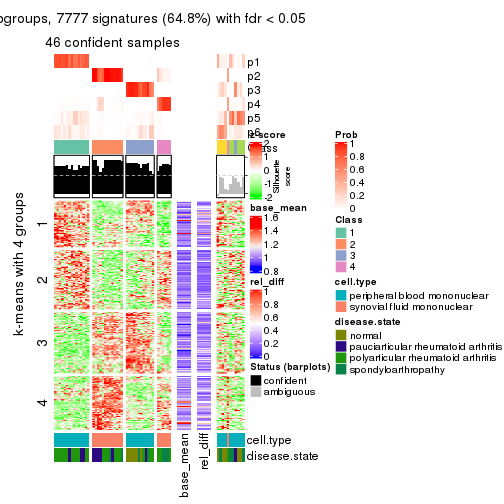 ogroups, 7777 signatures (64.8%) with fdr < 0.05
46 confident samples
p1
p2
p3
p4
p5
p6
Class
Silhouette
score
k-means with 4 groups
1
2
3
4
base_mean
rel_diff
cell.type
disease.state
z-score
2
1
0
-1
-2
base_mean
1.6
1.4
1.2
1
0.8
rel_diff
1
0.8
0.6
0.4
0.2
0
Status (barplots)
confident
ambiguous
Prob
1
0.8
0.6
0.4
0.2
0
Class
1
2
3
4
cell.type
peripheral blood mononuclear
synovial fluid mononuclear
disease.state
normal
pauciarticular rheumatoid arthritis
polyarticular rheumatoid arthritis
spondyloarthropathy